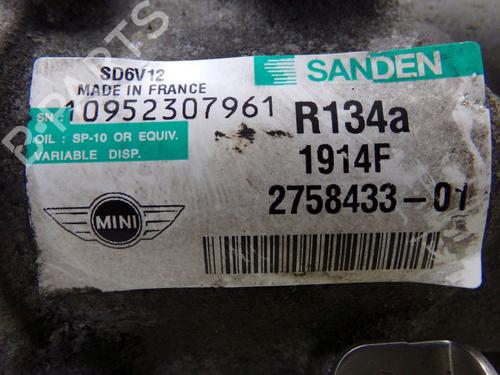 SD6V12
MADE IN FRANCE
SANDEN
SN: 10952307961
R134a
OIL : SP-10 OR EQUIV.
VARIABLE DISP.
1914F
2758433-01
MINI
B-PARTS